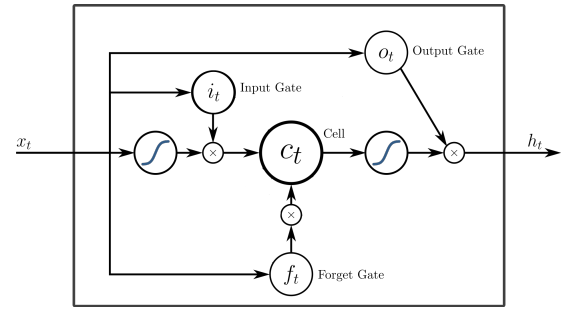 o_t Output Gate
i_t Input Gate
x_t
×
c_t Cell
×
h_t
×
f_t Forget Gate